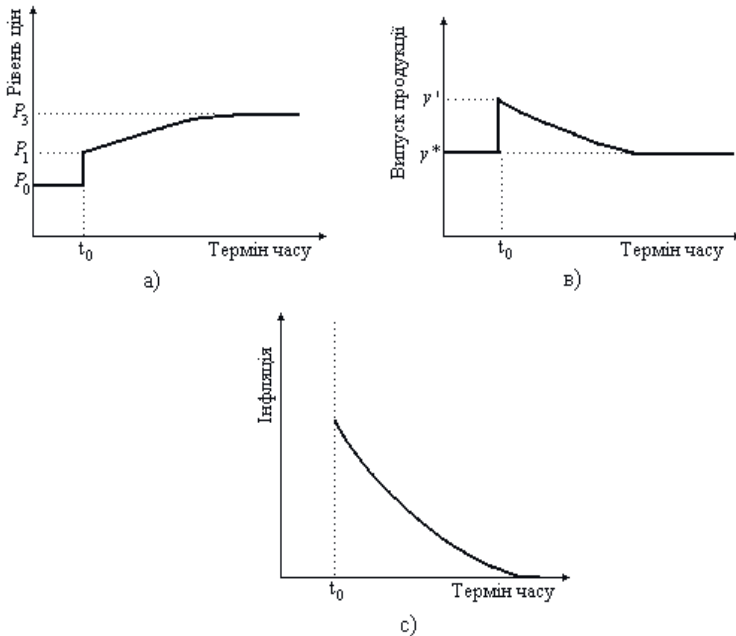 Рівень цін
P3
P1
P0
t0
Термін часу
а)
Випуск продукції
y'
y*
t0
Термін часу
в)
Інфляція
t0
Термін часу
с)